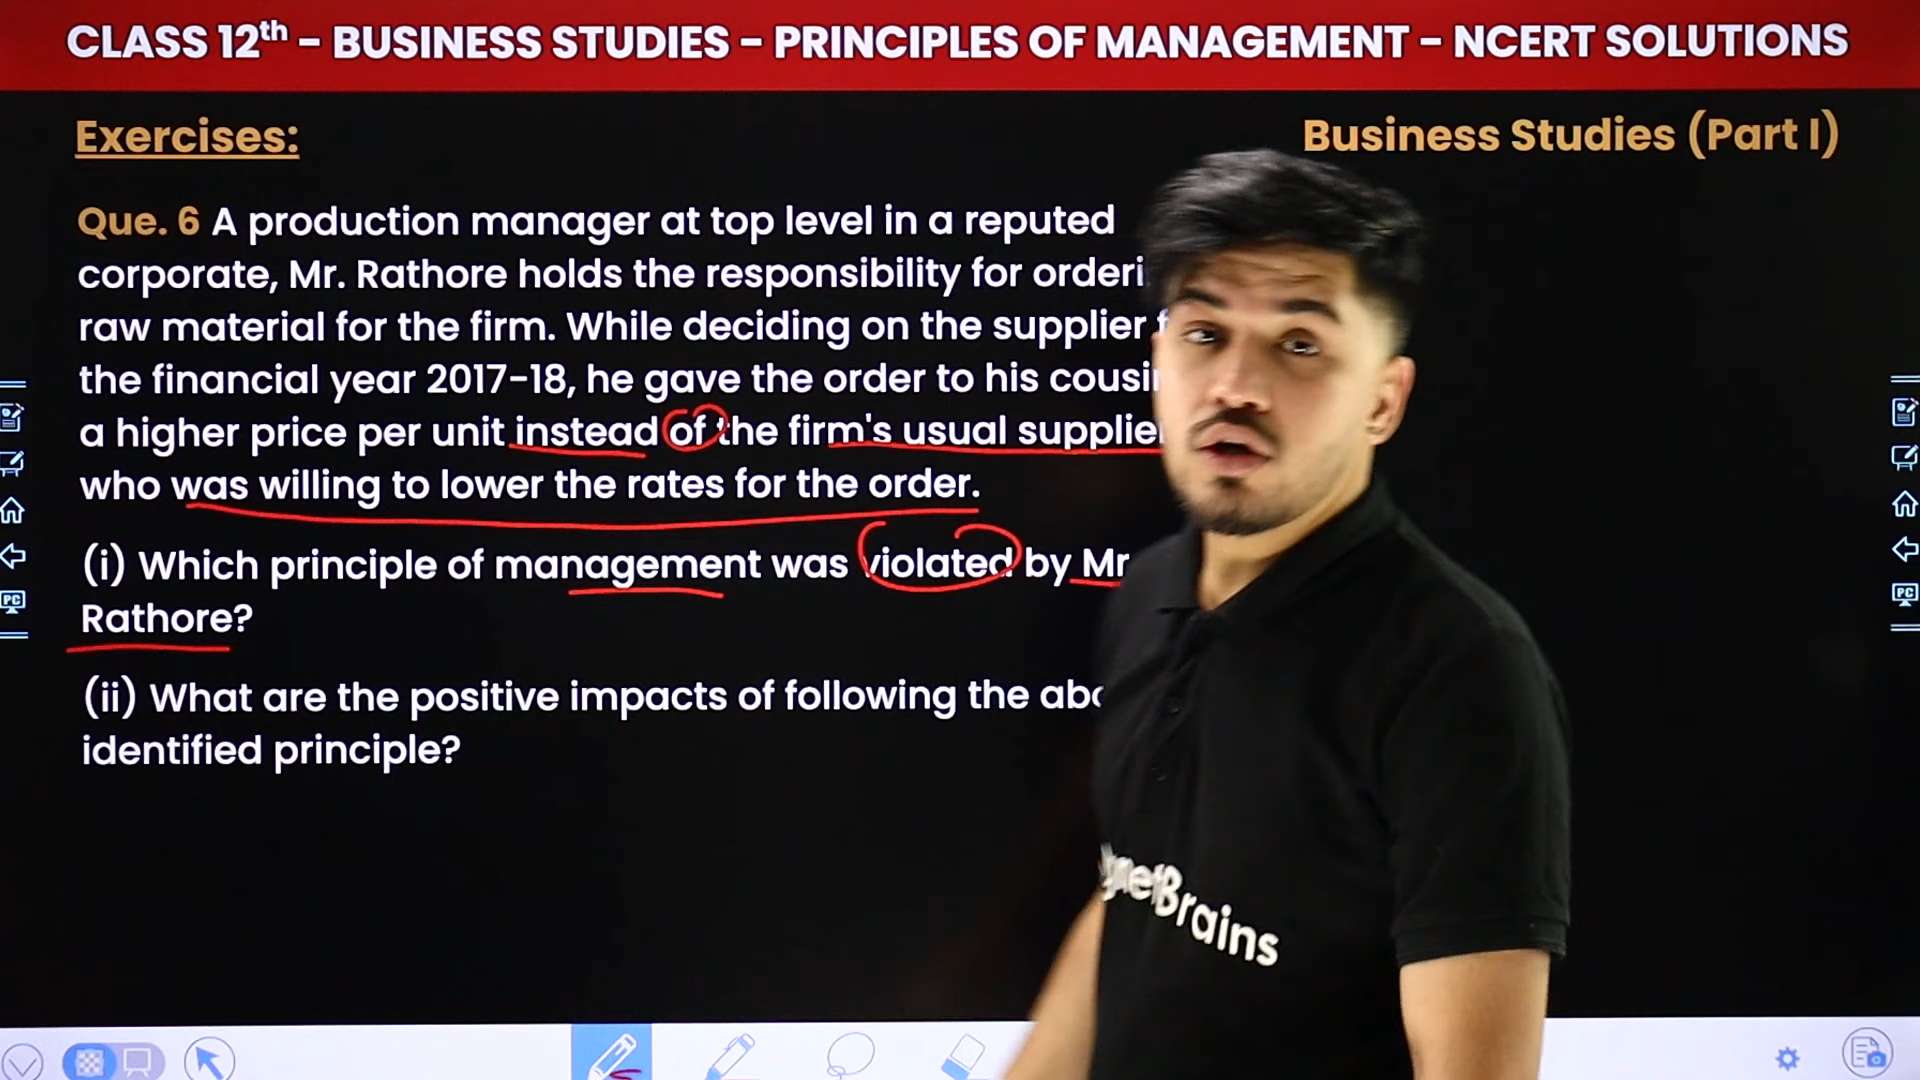 CLASS 12th - BUSINESS STUDIES - PRINCIPLES OF MANAGEMENT - NCERT SOLUTIONS
Exercises:
Business Studies (Part I)
Que. 6 A production manager at top level in a reputed
corporate, Mr. Rathore holds the responsibility for
raw material for the firm. While deciding on the supplier
the financial year 2017-18, he gave the order to his
a higher price per unit instead of the firm's usual supplier
who was willing to lower the rates for the order.
(i) Which principle of management was violated by Mr
Rathore?
(ii) What are the positive impacts of following the
identified principle?
Brains
PC
PC